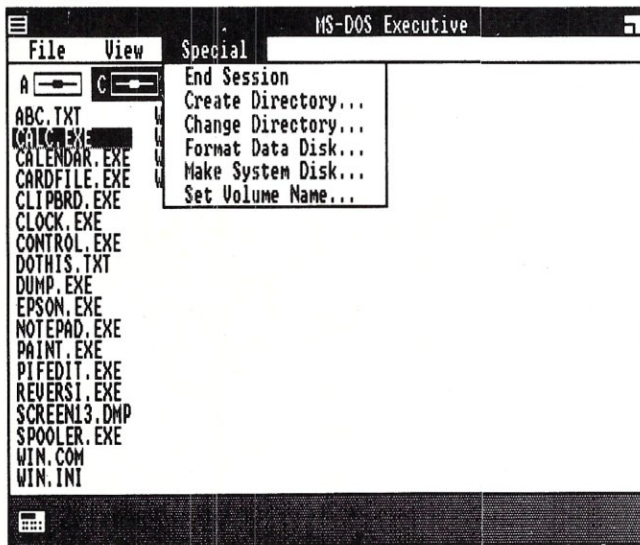 MS-DOS Executive
File View Special
A C
End Session
Create Directory...
Change Directory...
Format Data Disk...
Make System Disk...
Set Volume Name...
ABC.TXT W
CALC.EXE W
CALENDAR.EXE W
CARDFILE.EXE W
CLIPBRD.EXE
CLOCK.EXE
CONTROL.EXE
DOTHIS.TXT
DUMP.EXE
EPSON.EXE
NOTEPAD.EXE
PAINT.EXE
PIFEDIT.EXE
REVERSI.EXE
SCREEN13.DMP
SPOOLER.EXE
WIN.COM
WIN.INI